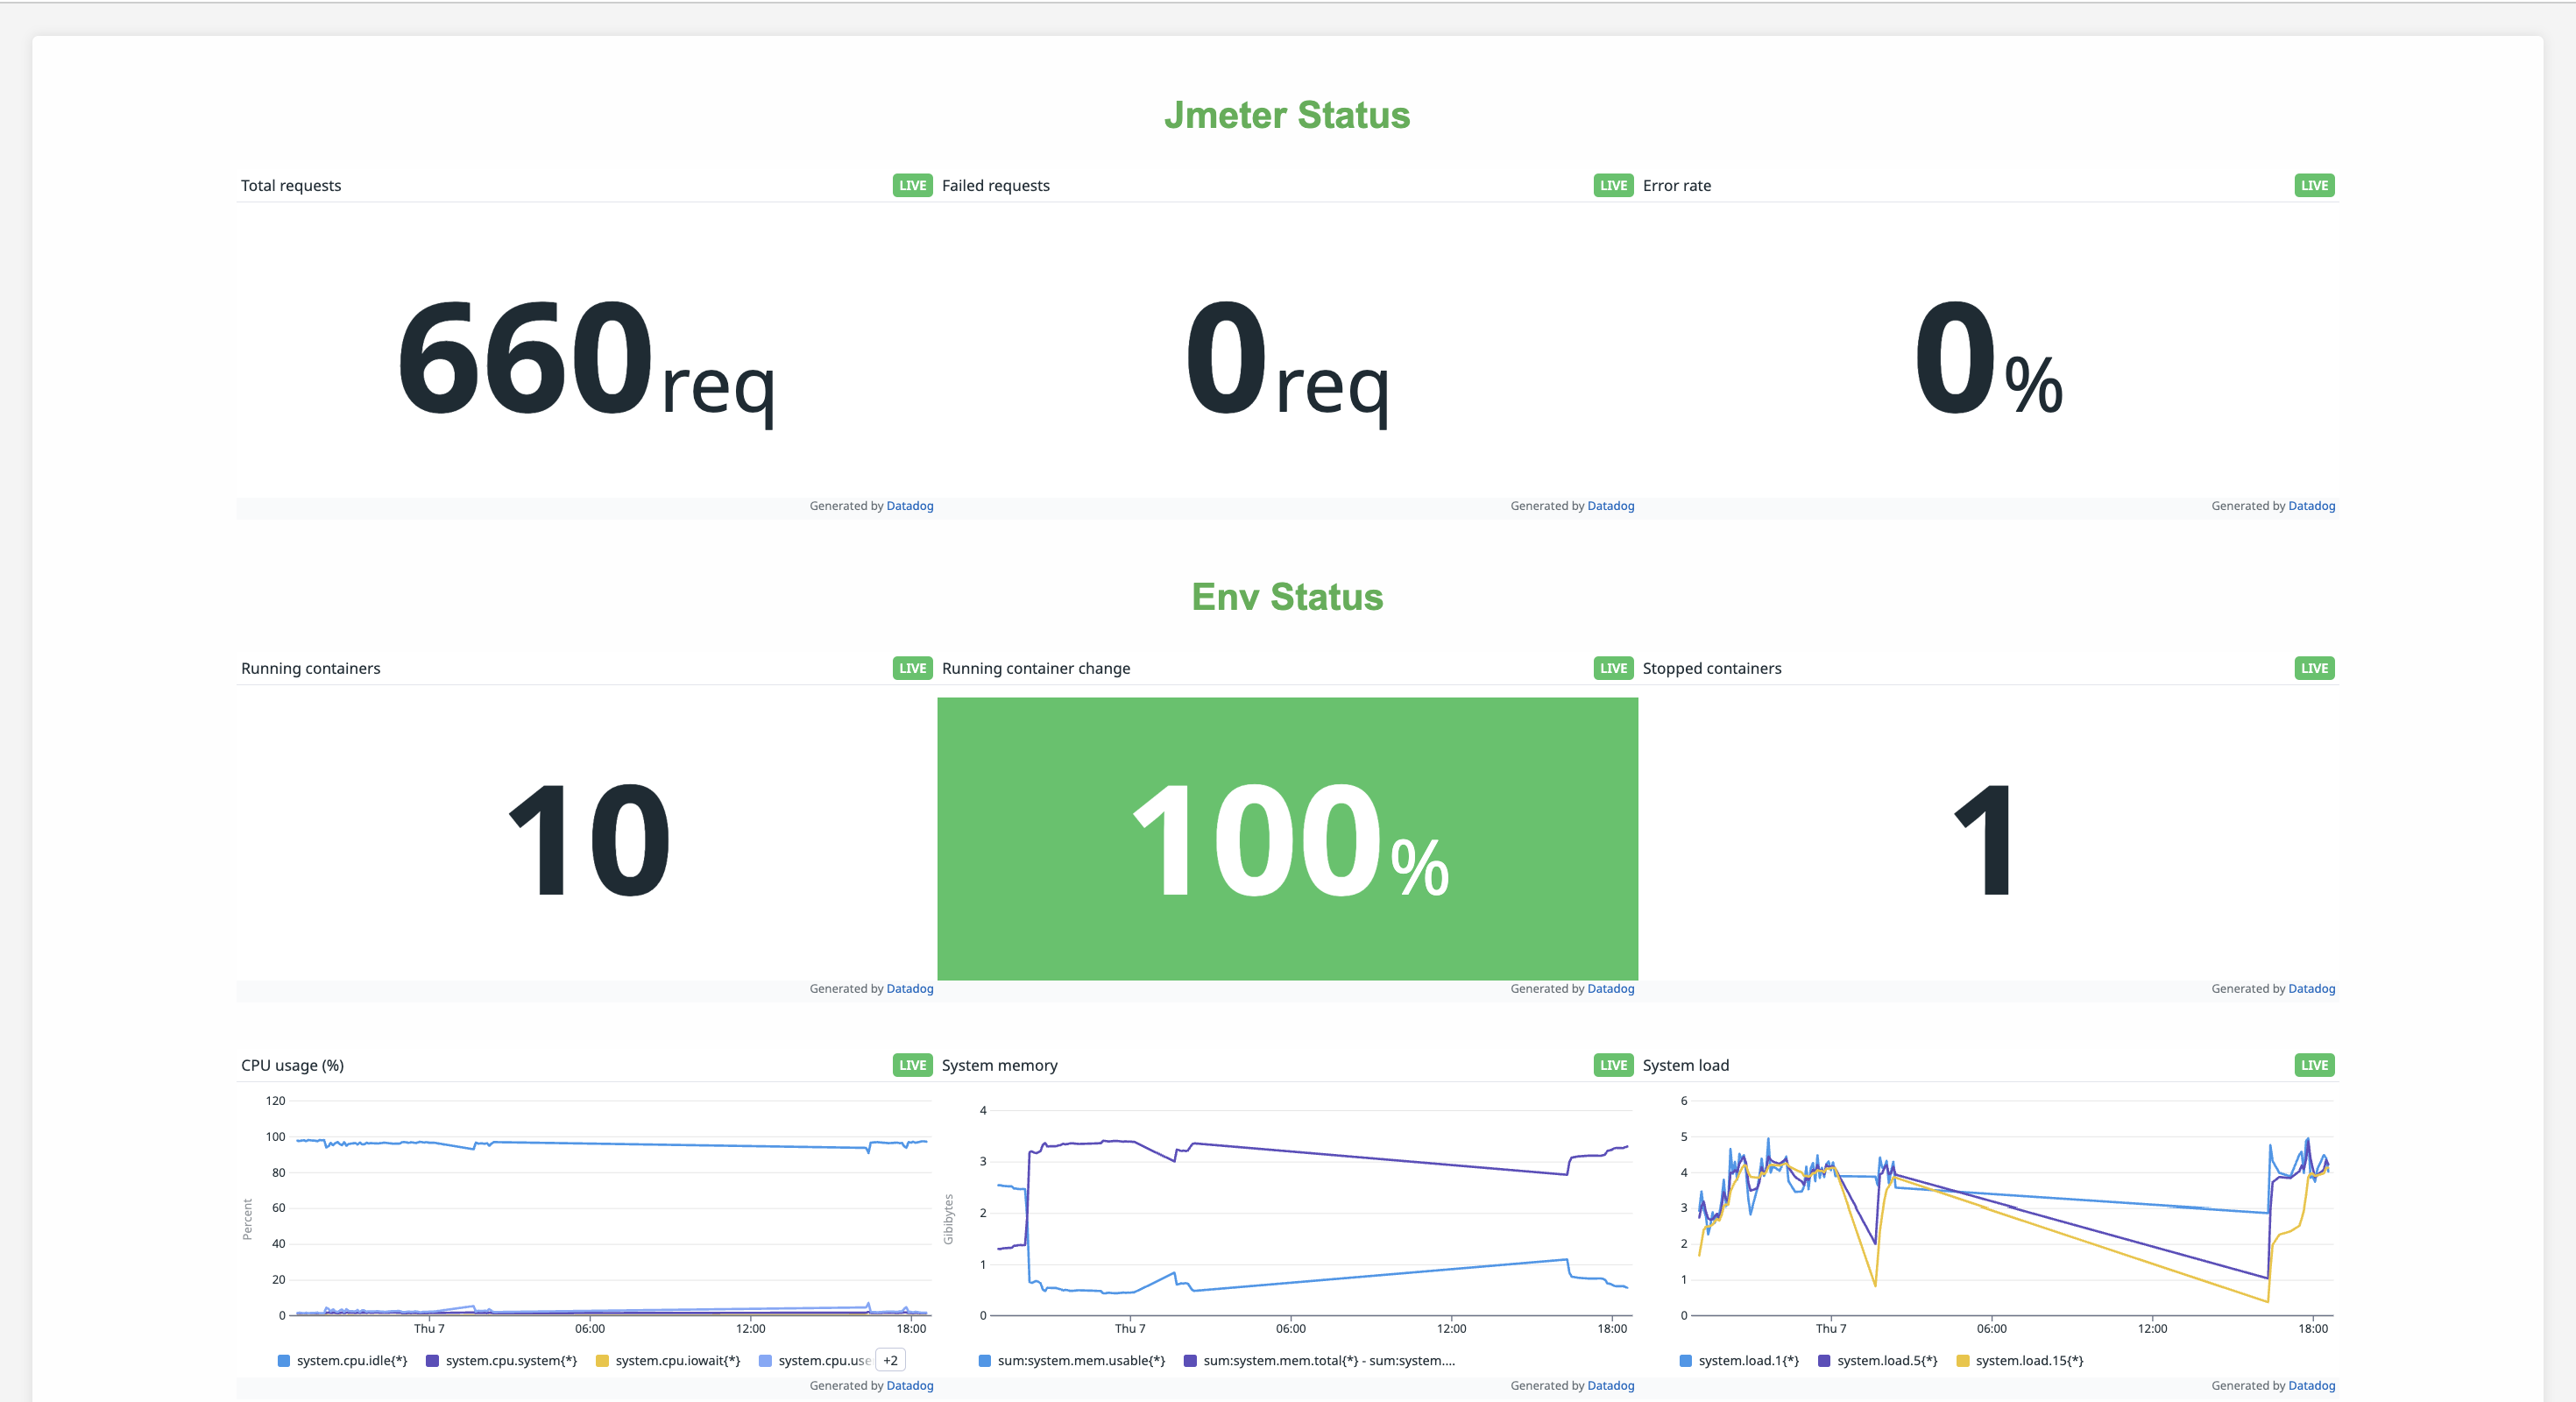 Jmeter Status
Total requests LIVE
Failed requests LIVE
Error rate LIVE
660req
0req
0%
Generated by Datadog
Generated by Datadog
Generated by Datadog
Env Status
Running containers LIVE
Running container change LIVE
Stopped containers LIVE
10
100%
1
Generated by Datadog
Generated by Datadog
Generated by Datadog
CPU usage (%) LIVE
120
100
80
60
40
20
0
Percent
Thu 7 06:00 12:00 18:00
system.cpu.idle{*} system.cpu.system{*} system.cpu.iowait{*} system.cpu.use +2
Generated by Datadog
System memory LIVE
4
3
2
1
0
Gibibytes
Thu 7 06:00 12:00 18:00
sum:system.mem.usable{*} sum:system.mem.total{*} - sum:system....
Generated by Datadog
System load LIVE
6
5
4
3
2
1
0
Thu 7 06:00 12:00 18:00
system.load.1{*} system.load.5{*} system.load.15{*}
Generated by Datadog